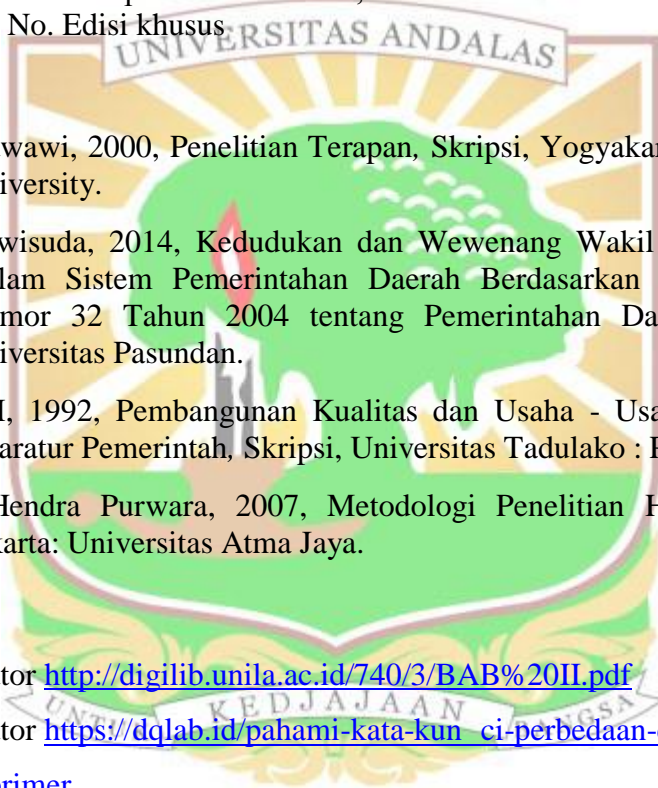 No. Edisi khusus
UNIVERSITAS ANDALAS
wawi, 2000, Penelitian Terapan, Skripsi, Yogyakar
iversity.
wisuda, 2014, Kedudukan dan Wewenang Wakil
lam Sistem Pemerintahan Daerah Berdasarkan
mor 32 Tahun 2004 tentang Pemerintahan Da
iversitas Pasundan.
I, 1992, Pembangunan Kualitas dan Usaha - Usa
aratur Pemerintah, Skripsi, Universitas Tadulako :
Hendra Purwara, 2007, Metodologi Penelitian H
karta: Universitas Atma Jaya.
tor http://digilib.unila.ac.id/740/3/BAB%20II.pdf
UNTUK KEDJAJAAN BANGSA
tor https://dqlab.id/pahami-kata-kun ci-perbedaan-
primer